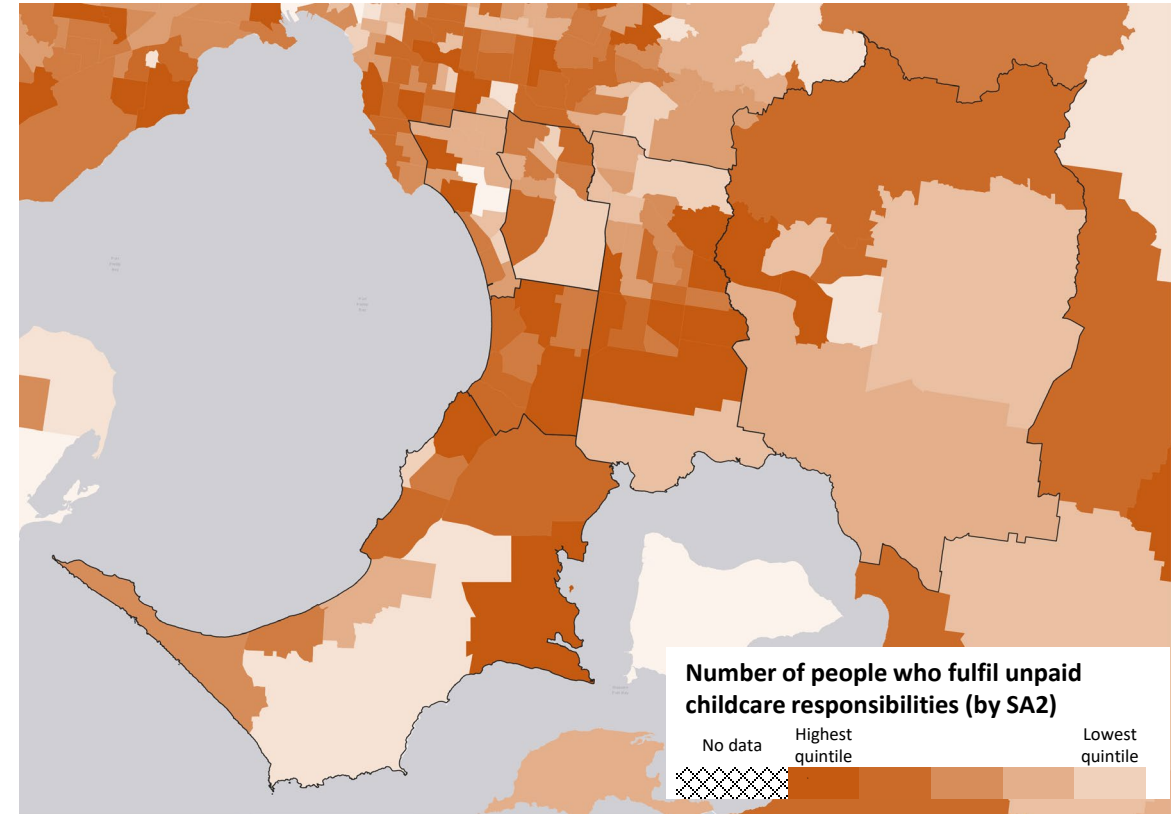 Number of people who fulfil unpaid
childcare responsibilities (by SA2)
No data
Highest
quintile
Lowest
quintile